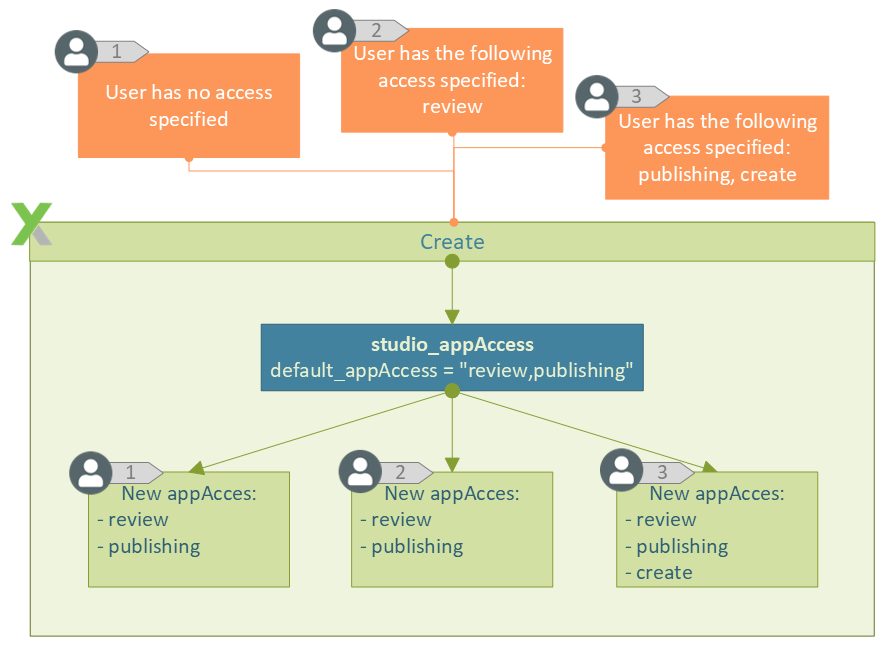 1
User has no access
specified
2
User has the following
access specified:
review
3
User has the following
access specified:
publishing, create
Create
studio_appAccess
default_appAccess = "review,publishing"
1
New appAcces:
- review
- publishing
2
New appAcces:
- review
- publishing
3
New appAcces:
- review
- publishing
- create